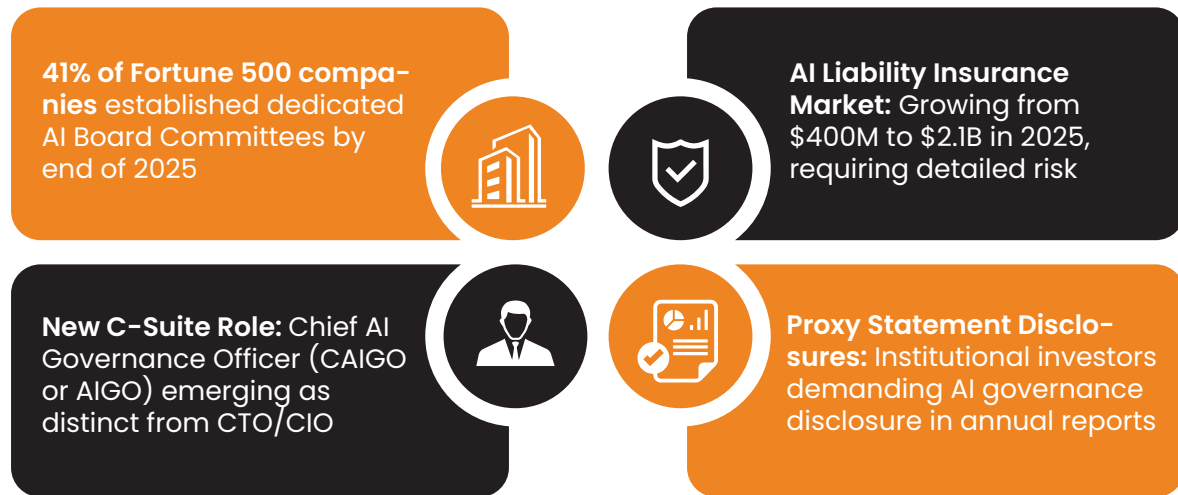 41% of Fortune 500 compa-
nies established dedicated
AI Board Committees by
end of 2025
AI Liability Insurance
Market: Growing from
$400M to $2.1B in 2025,
requiring detailed risk
New C-Suite Role: Chief AI
Governance Officer (CAIGO
or AIGO) emerging as
distinct from CTO/CIO
Proxy Statement Disclo-
sures: Institutional investors
demanding AI governance
disclosure in annual reports